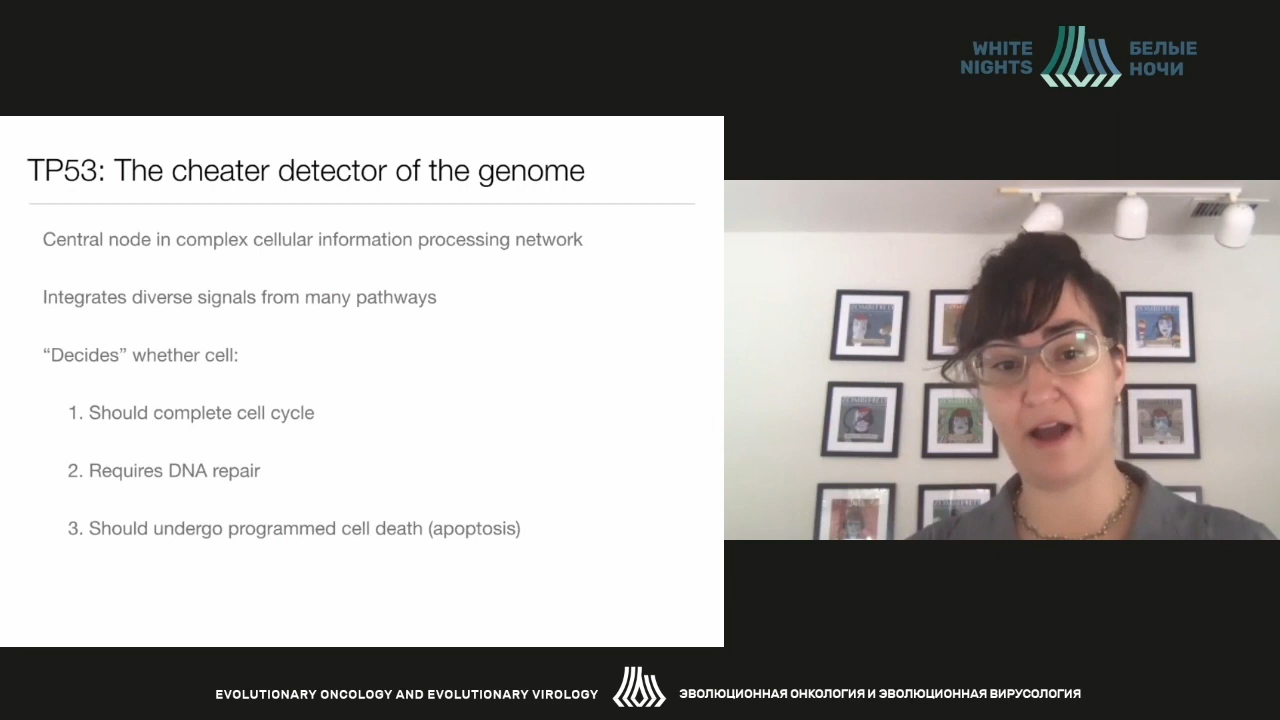 WHITE
NIGHTS
БЕЛЫЕ
НОЧИ
TP53: The cheater detector of the genome
Central node in complex cellular information processing network
Integrates diverse signals from many pathways
“Decides” whether cell:
1. Should complete cell cycle
2. Requires DNA repair
3. Should undergo programmed cell death (apoptosis)
EVOLUTIONARY ONCOLOGY AND EVOLUTIONARY VIROLOGY
ЭВОЛЮЦИОННАЯ ОНКОЛОГИЯ И ЭВОЛЮЦИОННАЯ ВИРУСОЛОГИЯ